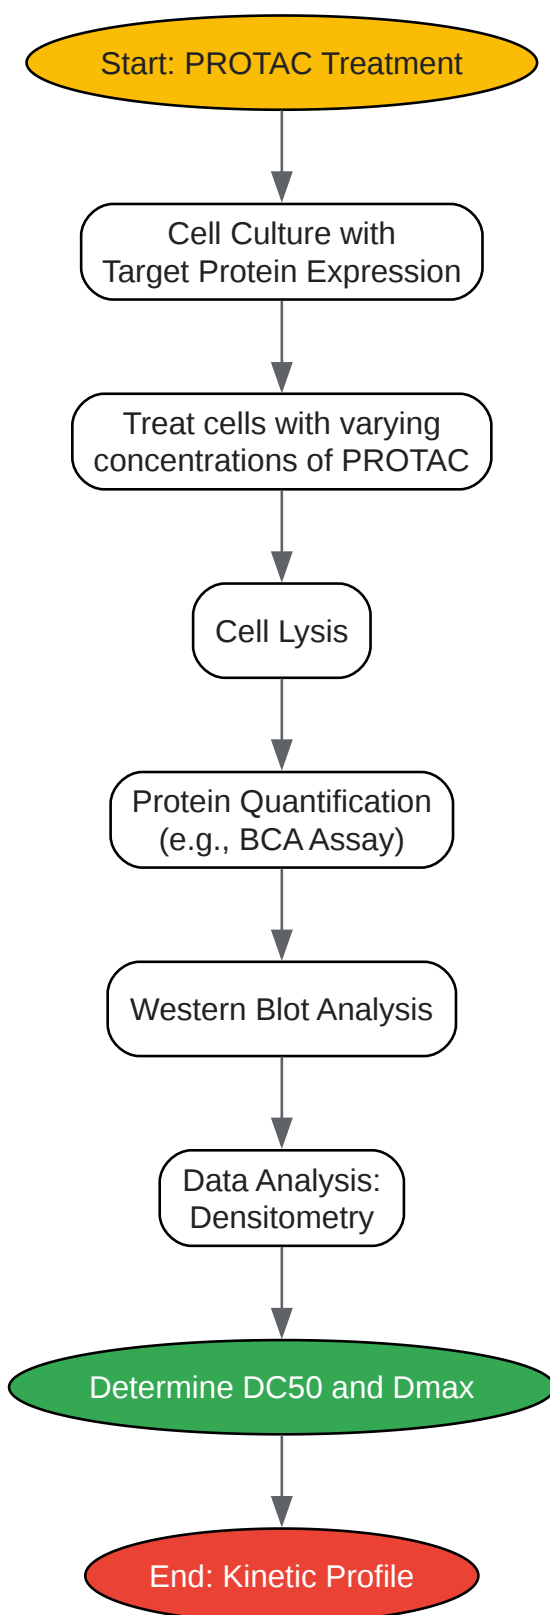 Start: PROTAC Treatment
Cell Culture with
Target Protein Expression
Treat cells with varying
concentrations of PROTAC
Cell Lysis
Protein Quantification
(e.g., BCA Assay)
Western Blot Analysis
Data Analysis:
Densitometry
Determine DC50 and Dmax
End: Kinetic Profile